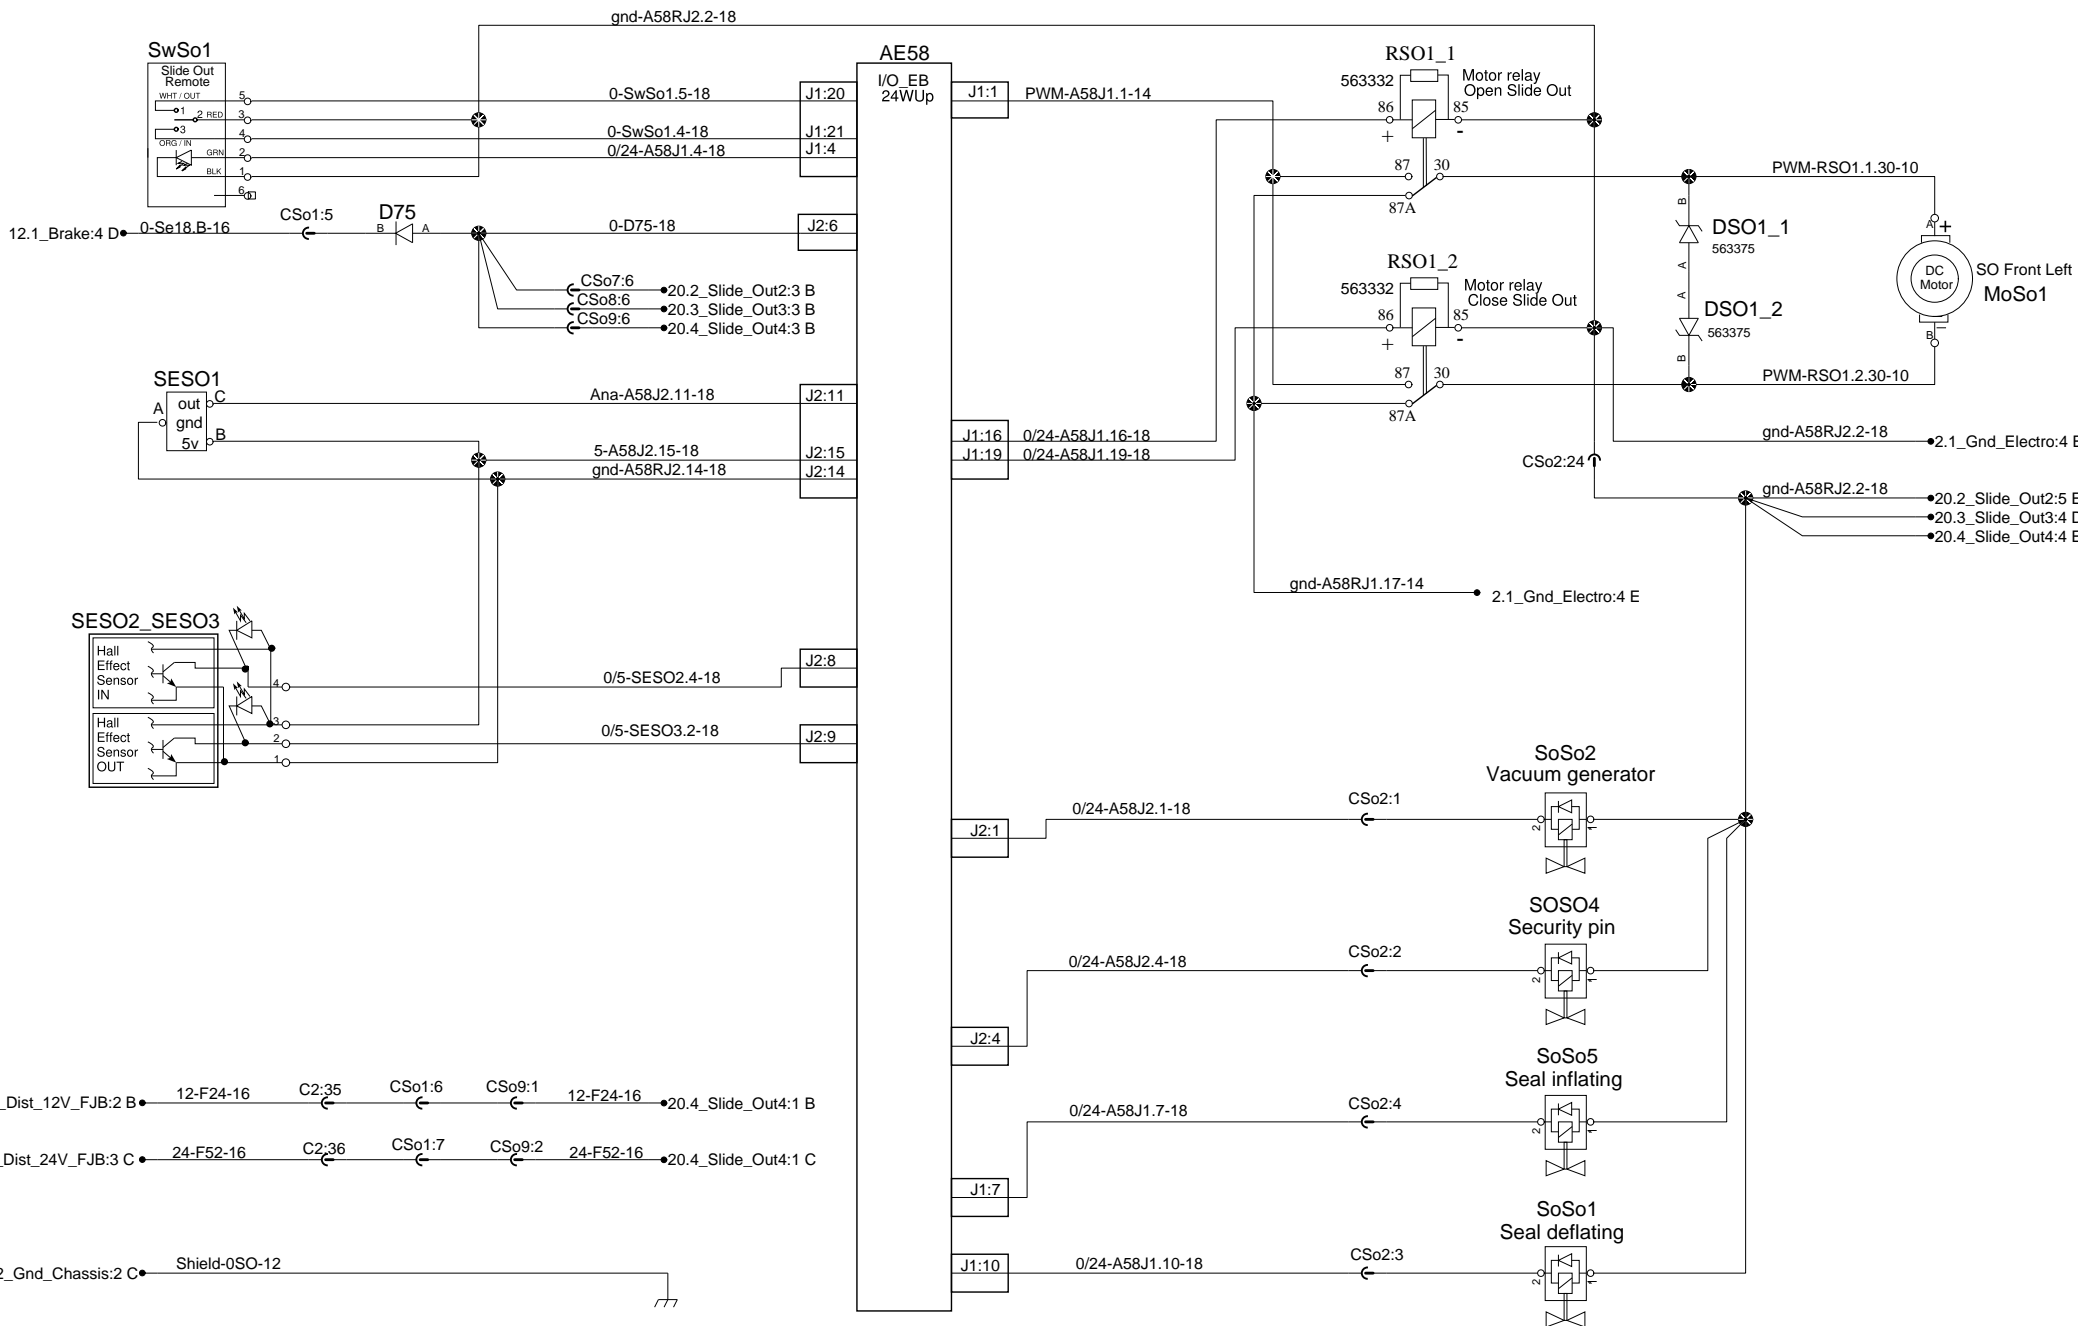 gnd-A58RJ2.2-18
SwSo1
Slide Out
Remote
WHT / OUT
5
1
2 RED
3
3
4
ORG / IN
GRN
2
BLK
1
6
0-SwSo1.5-18
0-SwSo1.4-18
0/24-A58J1.4-18
J1:20
J1:21
J1:4
AE58
I/O_EB
24WUp
J1:1
PWM-A58J1.1-14
RSO1_1
563332
Motor relay
Open Slide Out
86
85
+
-
87
30
87A
PWM-RSO1.1.30-10
12.1_Brake:4 D
0-Se18.B-16
CSo1:5
D75
B
A
0-D75-18
J2:6
CSo7:6
20.2_Slide_Out2:3 B
CSo8:6
20.3_Slide_Out3:3 B
CSo9:6
20.4_Slide_Out4:3 B
RSO1_2
563332
Motor relay
Close Slide Out
86
85
+
-
87
30
87A
B
DSO1_1
563375
A
A
DSO1_2
563375
B
A
+
DC
Motor
SO Front Left
MoSo1
B
PWM-RSO1.2.30-10
SESO1
A
out
gnd
5v
C
B
Ana-A58J2.11-18
5-A58J2.15-18
gnd-A58RJ2.14-18
J2:11
J2:15
J2:14
J1:16
0/24-A58J1.16-18
J1:19
0/24-A58J1.19-18
gnd-A58RJ2.2-18
2.1_Gnd_Electro:4 E
CSo2:24
gnd-A58RJ2.2-18
20.2_Slide_Out2:5 E
20.3_Slide_Out3:4 D
20.4_Slide_Out4:4 E
gnd-A58RJ1.17-14
2.1_Gnd_Electro:4 E
SESO2_SESO3
Hall
Effect
Sensor
IN
Hall
Effect
Sensor
OUT
4
3
2
1
0/5-SESO2.4-18
J2:8
0/5-SESO3.2-18
J2:9
SoSo2
Vacuum generator
J2:1
0/24-A58J2.1-18
CSo2:1
2
1
SOSO4
Security pin
J2:4
0/24-A58J2.4-18
CSo2:2
2
1
SoSo5
Seal inflating
J1:7
0/24-A58J1.7-18
CSo2:4
2
1
SoSo1
Seal deflating
J1:10
0/24-A58J1.10-18
CSo2:3
2
1
_Dist_12V_FJB:2 B
12-F24-16
C2:35
CSo1:6
CSo9:1
12-F24-16
20.4_Slide_Out4:1 B
Dist_24V_FJB:3 C
24-F52-16
C2:36
CSo1:7
CSo9:2
24-F52-16
20.4_Slide_Out4:1 C
2_Gnd_Chassis:2 C
Shield-0SO-12